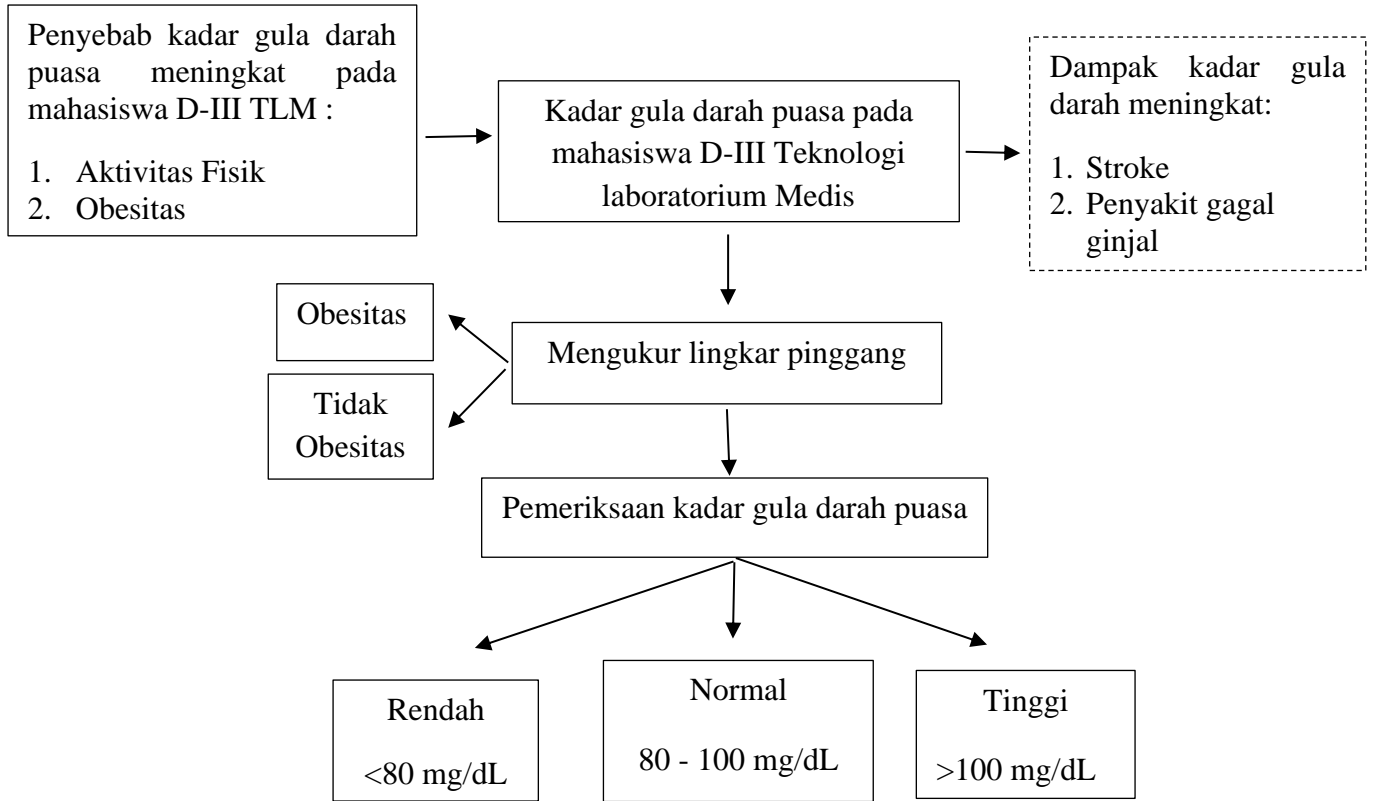 Penyebab kadar gula darah
puasa meningkat pada
mahasiswa D-III TLM :
1. Aktivitas Fisik
2. Obesitas
Kadar gula darah puasa pada
mahasiswa D-III Teknologi
laboratorium Medis
Dampak kadar gula
darah meningkat:
1. Stroke
2. Penyakit gagal
ginjal
Obesitas
Mengukur lingkar pinggang
Tidak
Obesitas
Pemeriksaan kadar gula darah puasa
Rendah
<80 mg/dL
Normal
80 - 100 mg/dL
Tinggi
>100 mg/dL